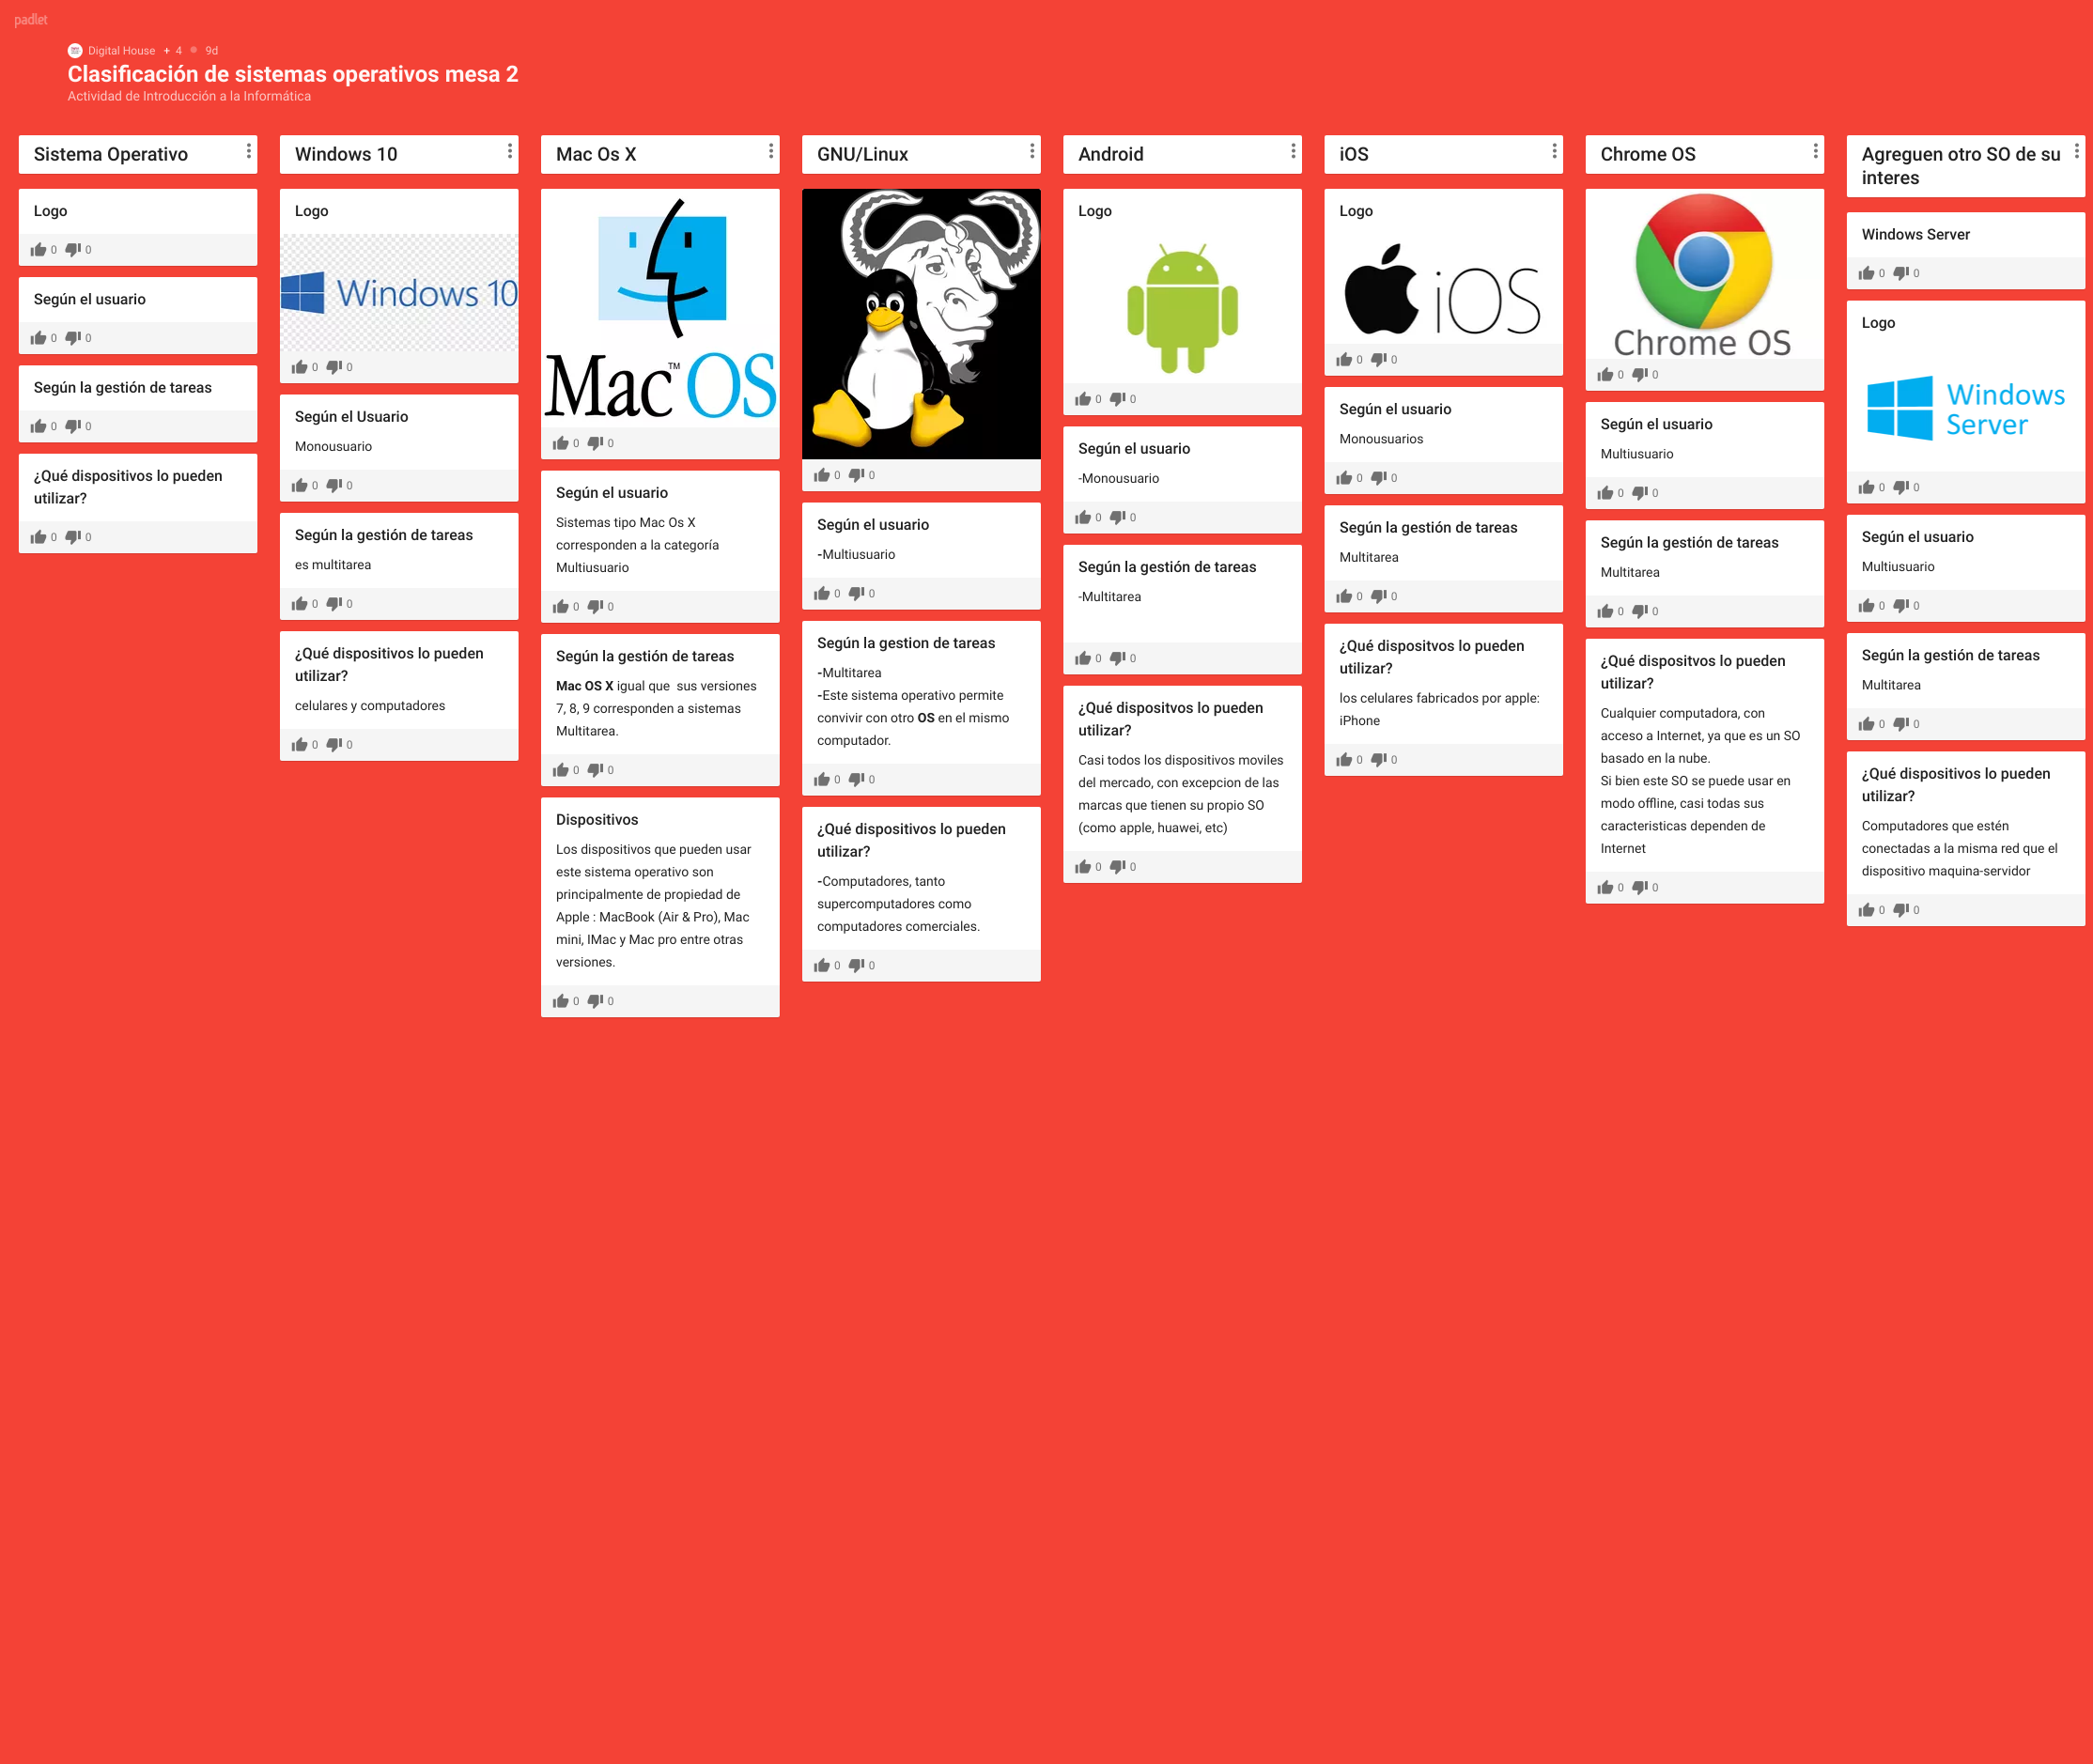 padlet
Digital House + 4 9d
Clasificación de sistemas operativos mesa 2
Actividad de Introducción a la Informática
Sistema Operativo
Logo
0 0
Según el usuario
0 0
Según la gestión de tareas
0 0
¿Qué dispositivos lo pueden
utilizar?
0 0
Windows 10
Logo
Windows 10
0 0
Según el Usuario
Monousuario
0 0
Según la gestión de tareas
es multitarea
0 0
¿Qué dispositivos lo pueden
utilizar?
celulares y computadores
0 0
Mac Os X
Mac™ OS
0 0
Según el usuario
Sistemas tipo Mac Os X
corresponden a la categoría
Multiusuario
0 0
Según la gestión de tareas
Mac OS X igual que  sus versiones
7, 8, 9 corresponden a sistemas
Multitarea.
0 0
Dispositivos
Los dispositivos que pueden usar
este sistema operativo son
principalmente de propiedad de
Apple : MacBook (Air & Pro), Mac
mini, IMac y Mac pro entre otras
versiones.
0 0
GNU/Linux
0 0
Según el usuario
-Multiusuario
0 0
Según la gestion de tareas
-Multitarea
-Este sistema operativo permite
convivir con otro OS en el mismo
computador.
0 0
¿Qué dispositivos lo pueden
utilizar?
-Computadores, tanto
supercomputadores como
computadores comerciales.
0 0
Android
Logo
0 0
Según el usuario
-Monousuario
0 0
Según la gestión de tareas
-Multitarea
0 0
¿Qué dispositvos lo pueden
utilizar?
Casi todos los dispositivos moviles
del mercado, con excepcion de las
marcas que tienen su propio SO
(como apple, huawei, etc)
0 0
iOS
Logo
iOS
0 0
Según el usuario
Monousuarios
0 0
Según la gestión de tareas
Multitarea
0 0
¿Qué dispositvos lo pueden
utilizar?
los celulares fabricados por apple:
iPhone
0 0
Chrome OS
Chrome OS
0 0
Según el usuario
Multiusuario
0 0
Según la gestión de tareas
Multitarea
0 0
¿Qué dispositvos lo pueden
utilizar?
Cualquier computadora, con
acceso a Internet, ya que es un SO
basado en la nube.
Si bien este SO se puede usar en
modo offline, casi todas sus
caracteristicas dependen de
Internet
0 0
Agreguen otro SO de su
interes
Windows Server
0 0
Logo
Windows
Server
0 0
Según el usuario
Multiusuario
0 0
Según la gestión de tareas
Multitarea
0 0
¿Qué dispositivos lo pueden
utilizar?
Computadores que estén
conectadas a la misma red que el
dispositivo maquina-servidor
0 0